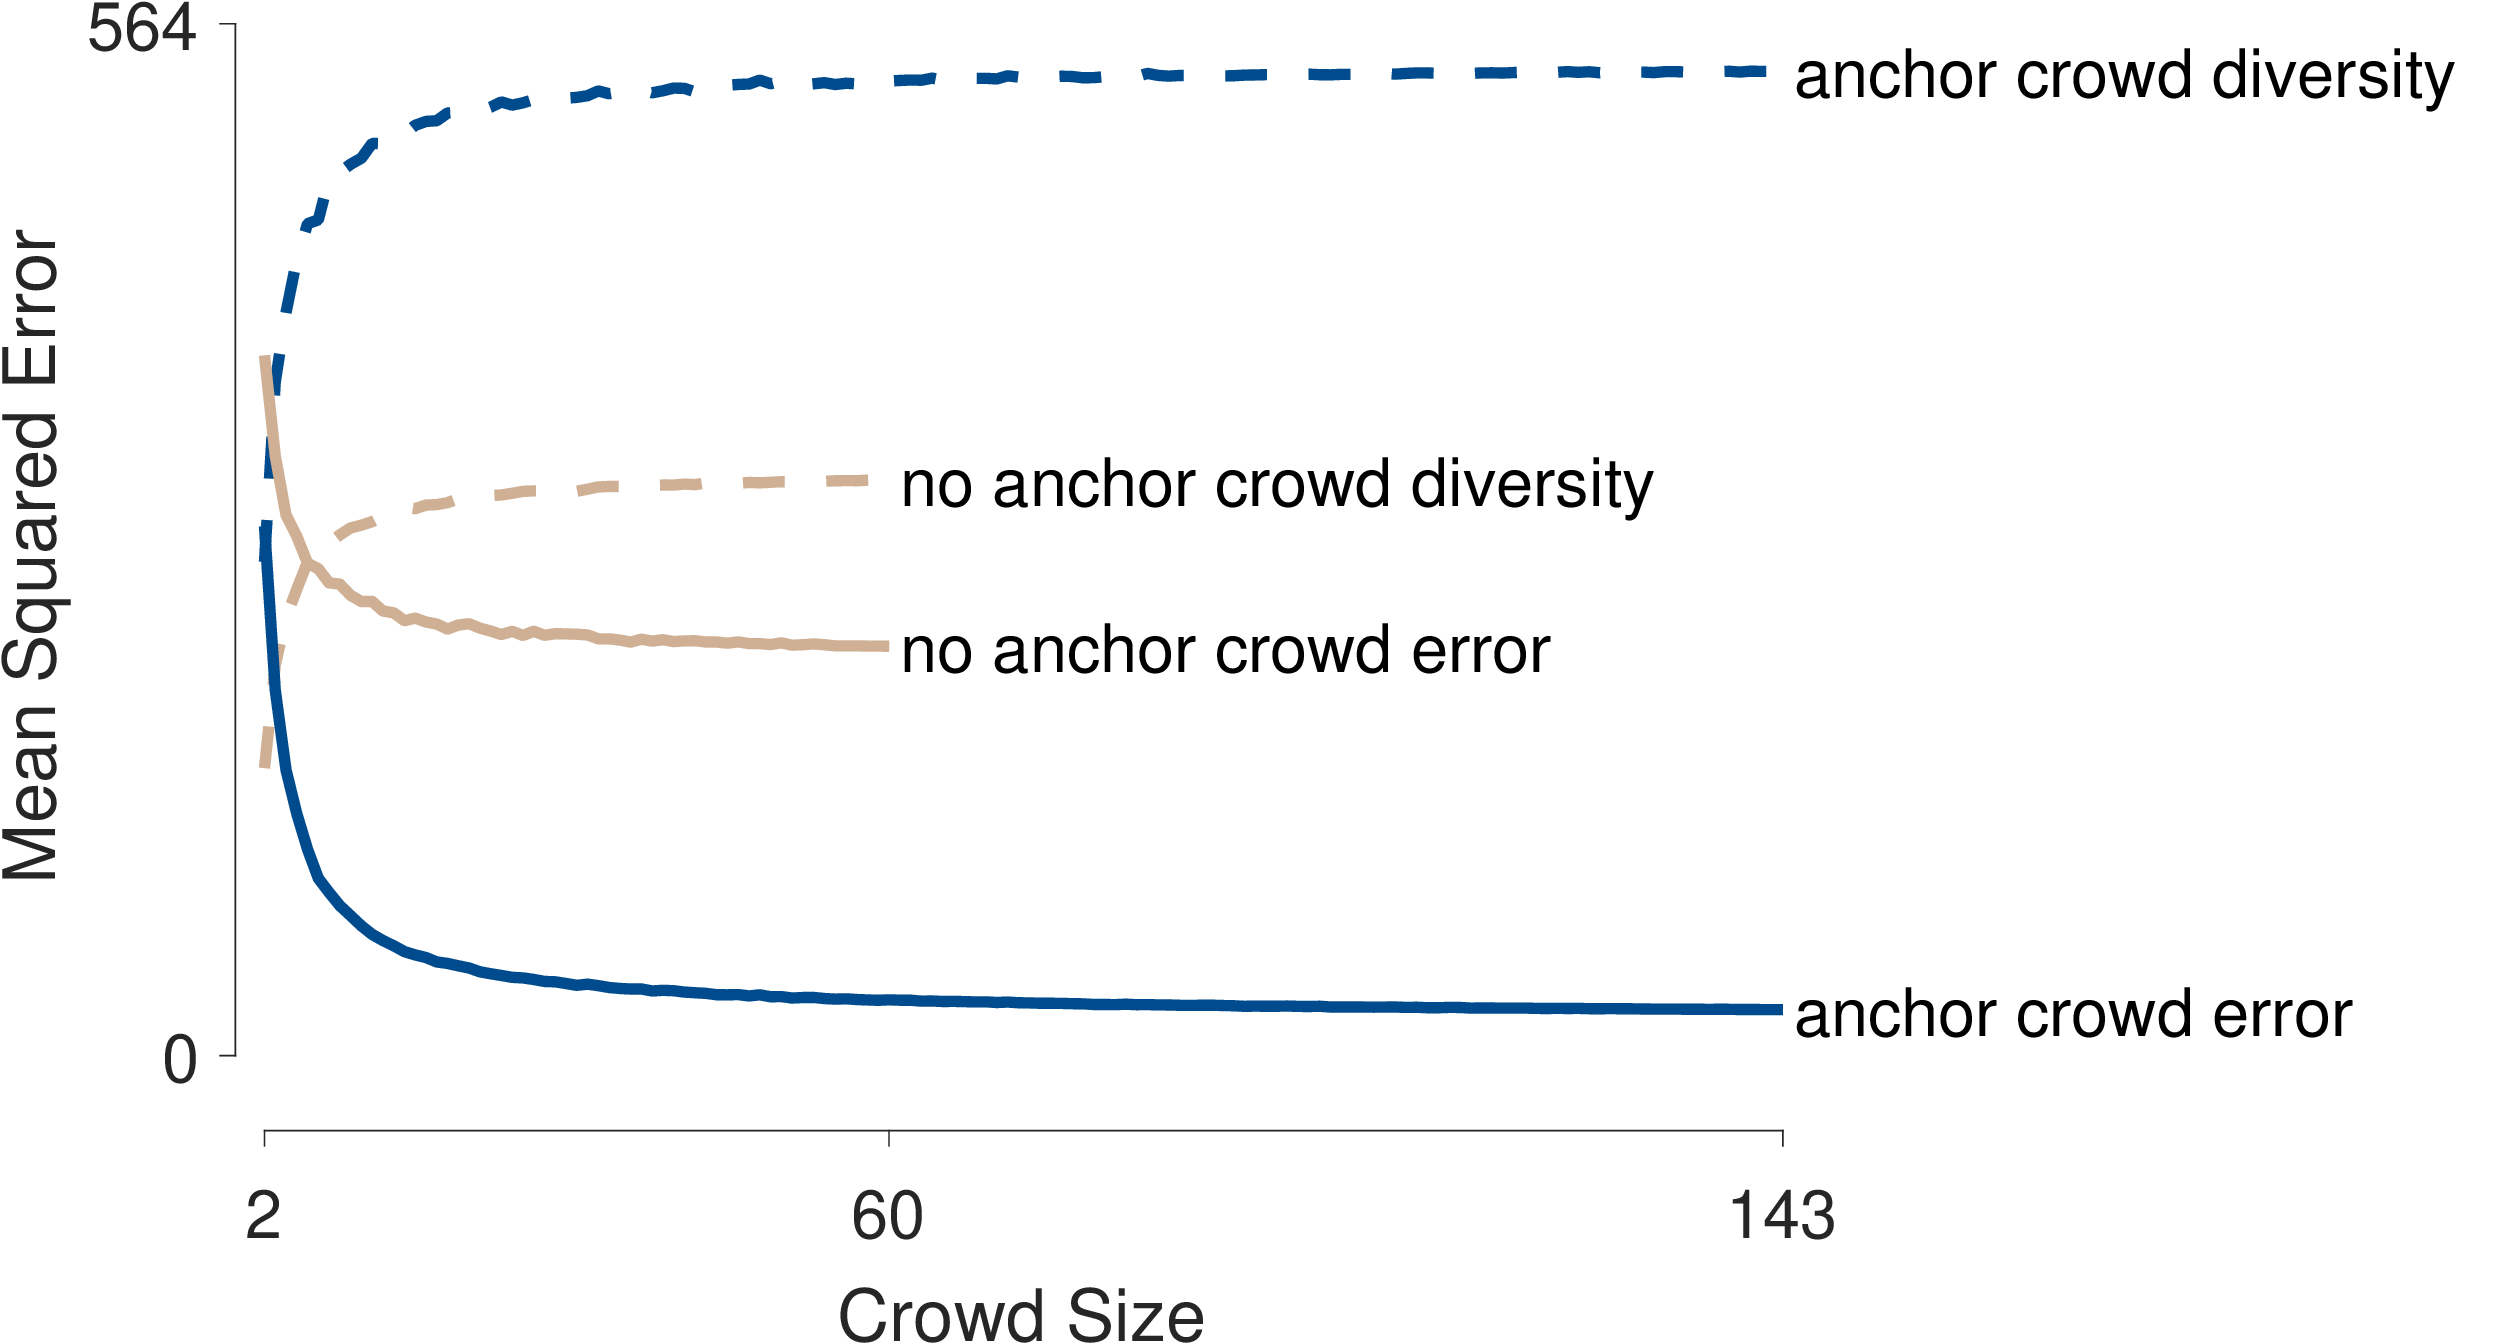 564
anchor crowd diversity
Mean Squared Error
no anchor crowd diversity
no anchor crowd error
anchor crowd error
0
2
60
143
Crowd Size